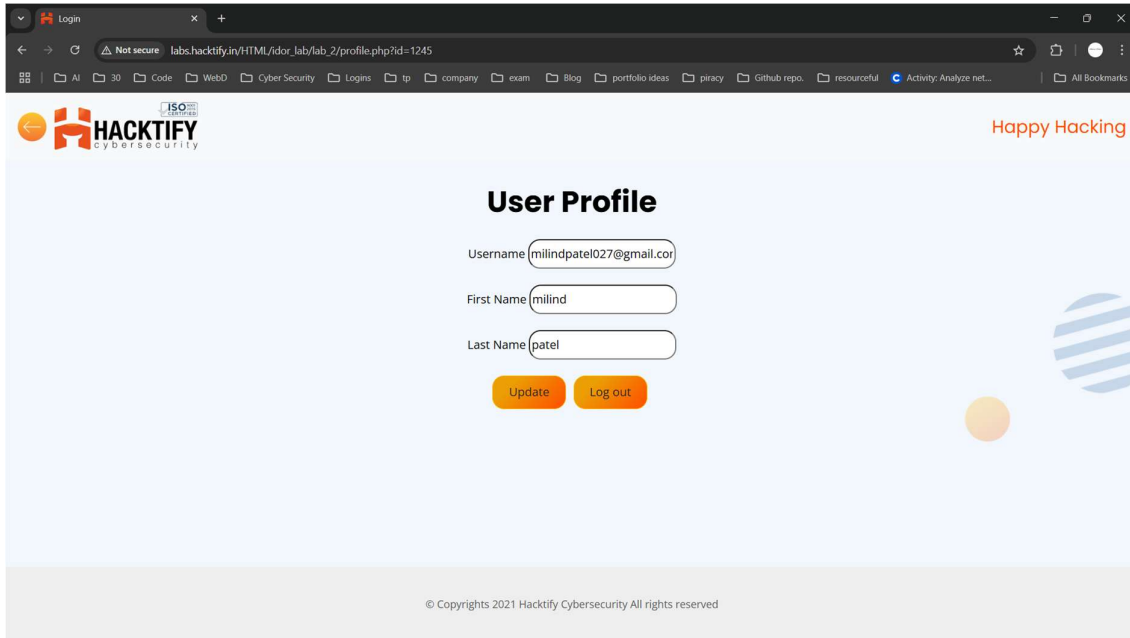 Login
Not secure labs.hacktify.in/HTML/idor_lab/lab_2/profile.php?id=1245
AI 30 Code WebD Cyber Security Logins tp company exam Blog portfolio ideas piracy Github repo. resourceful C Activity: Analyze net... All Bookmarks
ISO
CERTIFIED
HACKTIFY
cybersecurity
Happy Hacking
User Profile
Username milindpatel027@gmail.cor
First Name milind
Last Name patel
Update Log out
© Copyrights 2021 Hacktify Cybersecurity All rights reserved